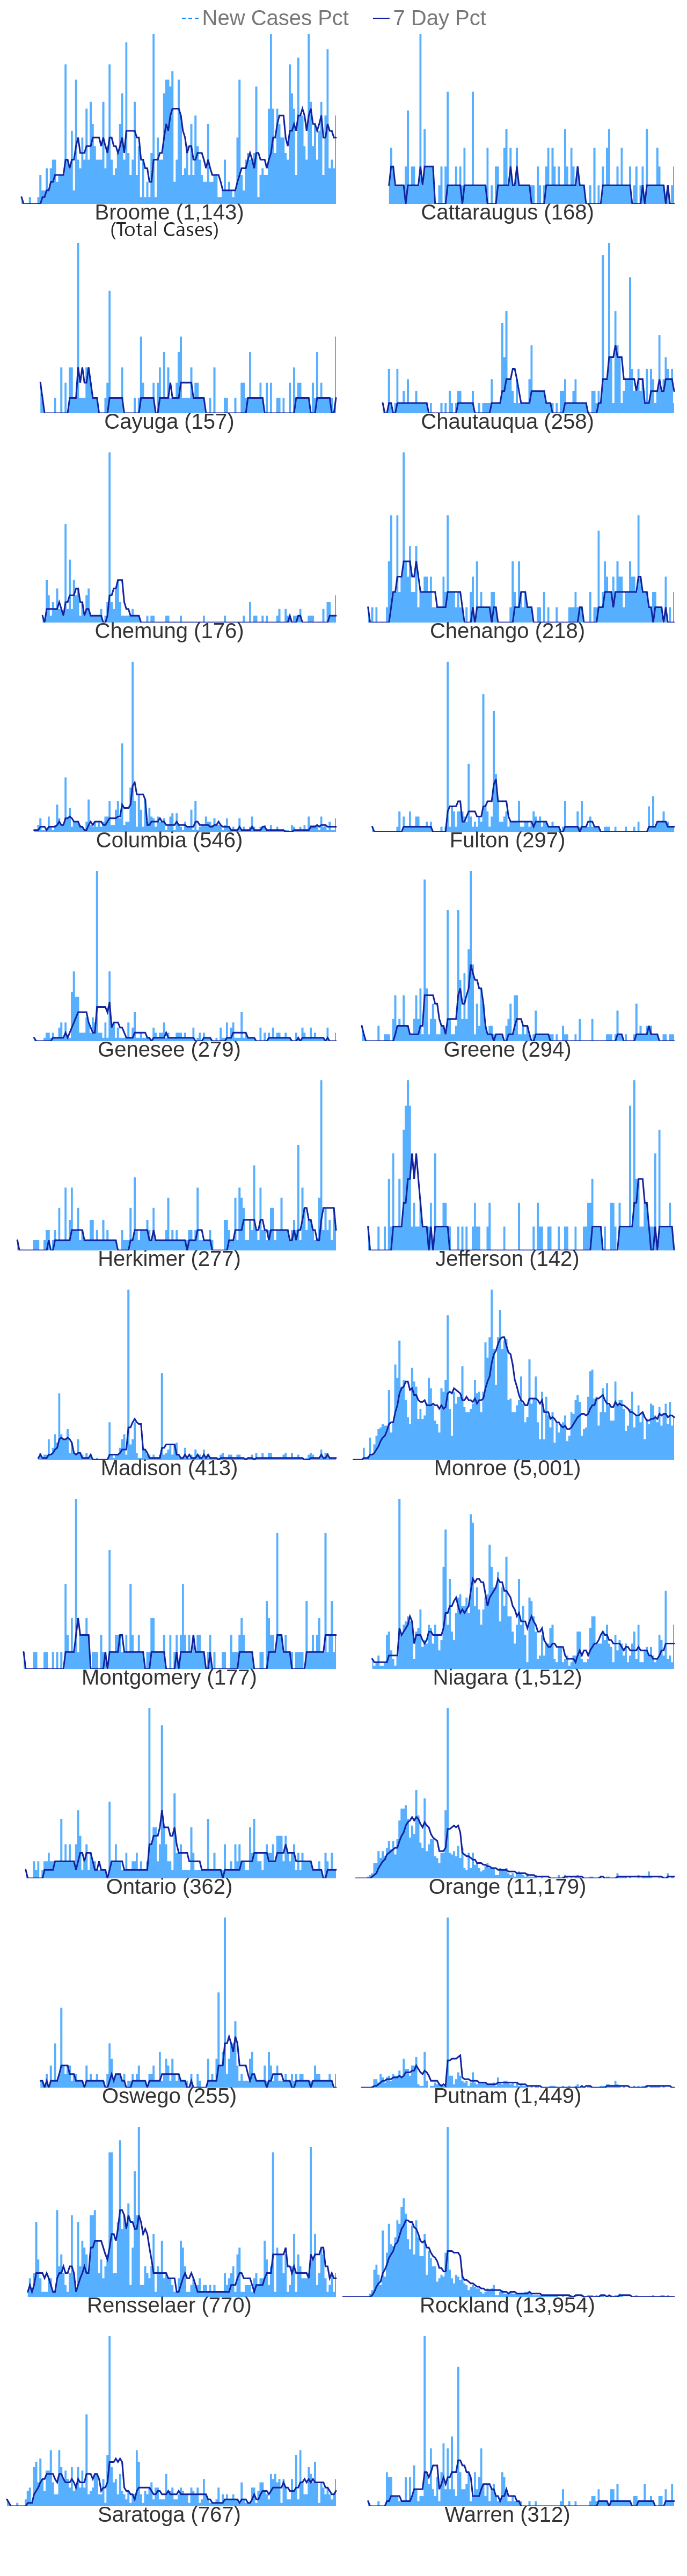 New Cases Pct 7 Day Pct
Broome (1,143) Cattaraugus (168)
(Total Cases)
Cayuga (157) Chautauqua (258)
Chemung (176) Chenango (218)
Columbia (546) Fulton (297)
Genesee (279) Greene (294)
Herkimer (277) Jefferson (142)
Madison (413) Monroe (5,001)
Montgomery (177) Niagara (1,512)
Ontario (362) Orange (11,179)
Oswego (255) Putnam (1,449)
Rensselaer (770) Rockland (13,954)
Saratoga (767) Warren (312)